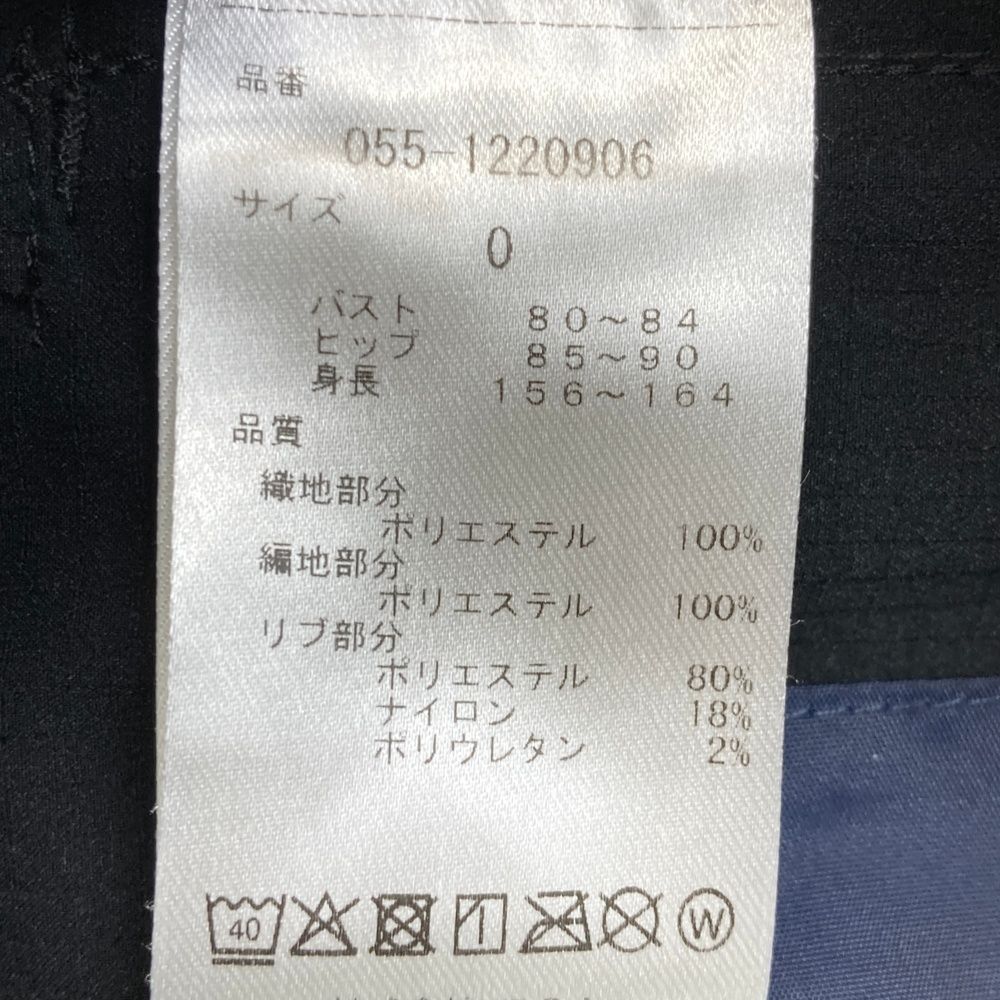 品番
055-1220906
サイズ
0
バスト 80〜84
ヒップ 85〜90
身長 156〜164
品質
織地部分
ポリエステル 100%
編地部分
ポリエステル 100%
リブ部分
ポリエステル 80%
ナイロン 18%
ポリウレタン 2%
40 W